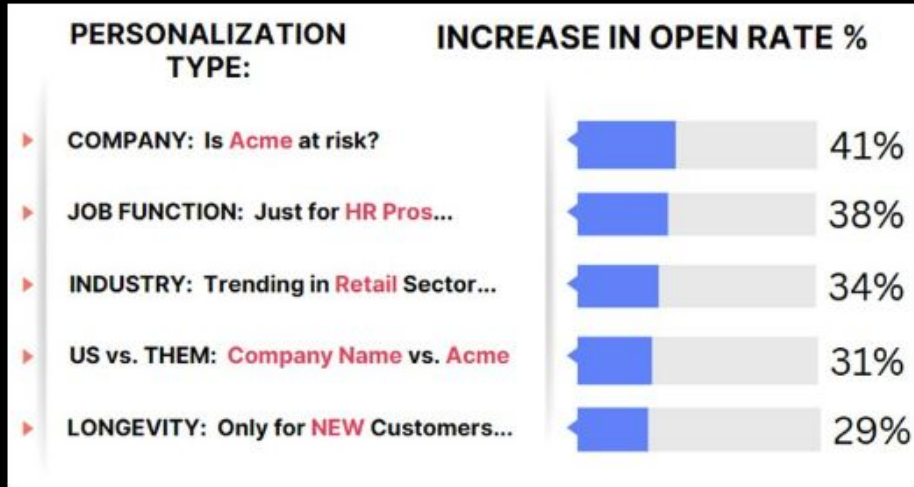 PERSONALIZATION
TYPE:
INCREASE IN OPEN RATE %
COMPANY: Is Acme at risk?
41%
JOB FUNCTION: Just for HR Pros...
38%
INDUSTRY: Trending in Retail Sector...
34%
US vs. THEM: Company Name vs. Acme
31%
LONGEVITY: Only for NEW Customers...
29%